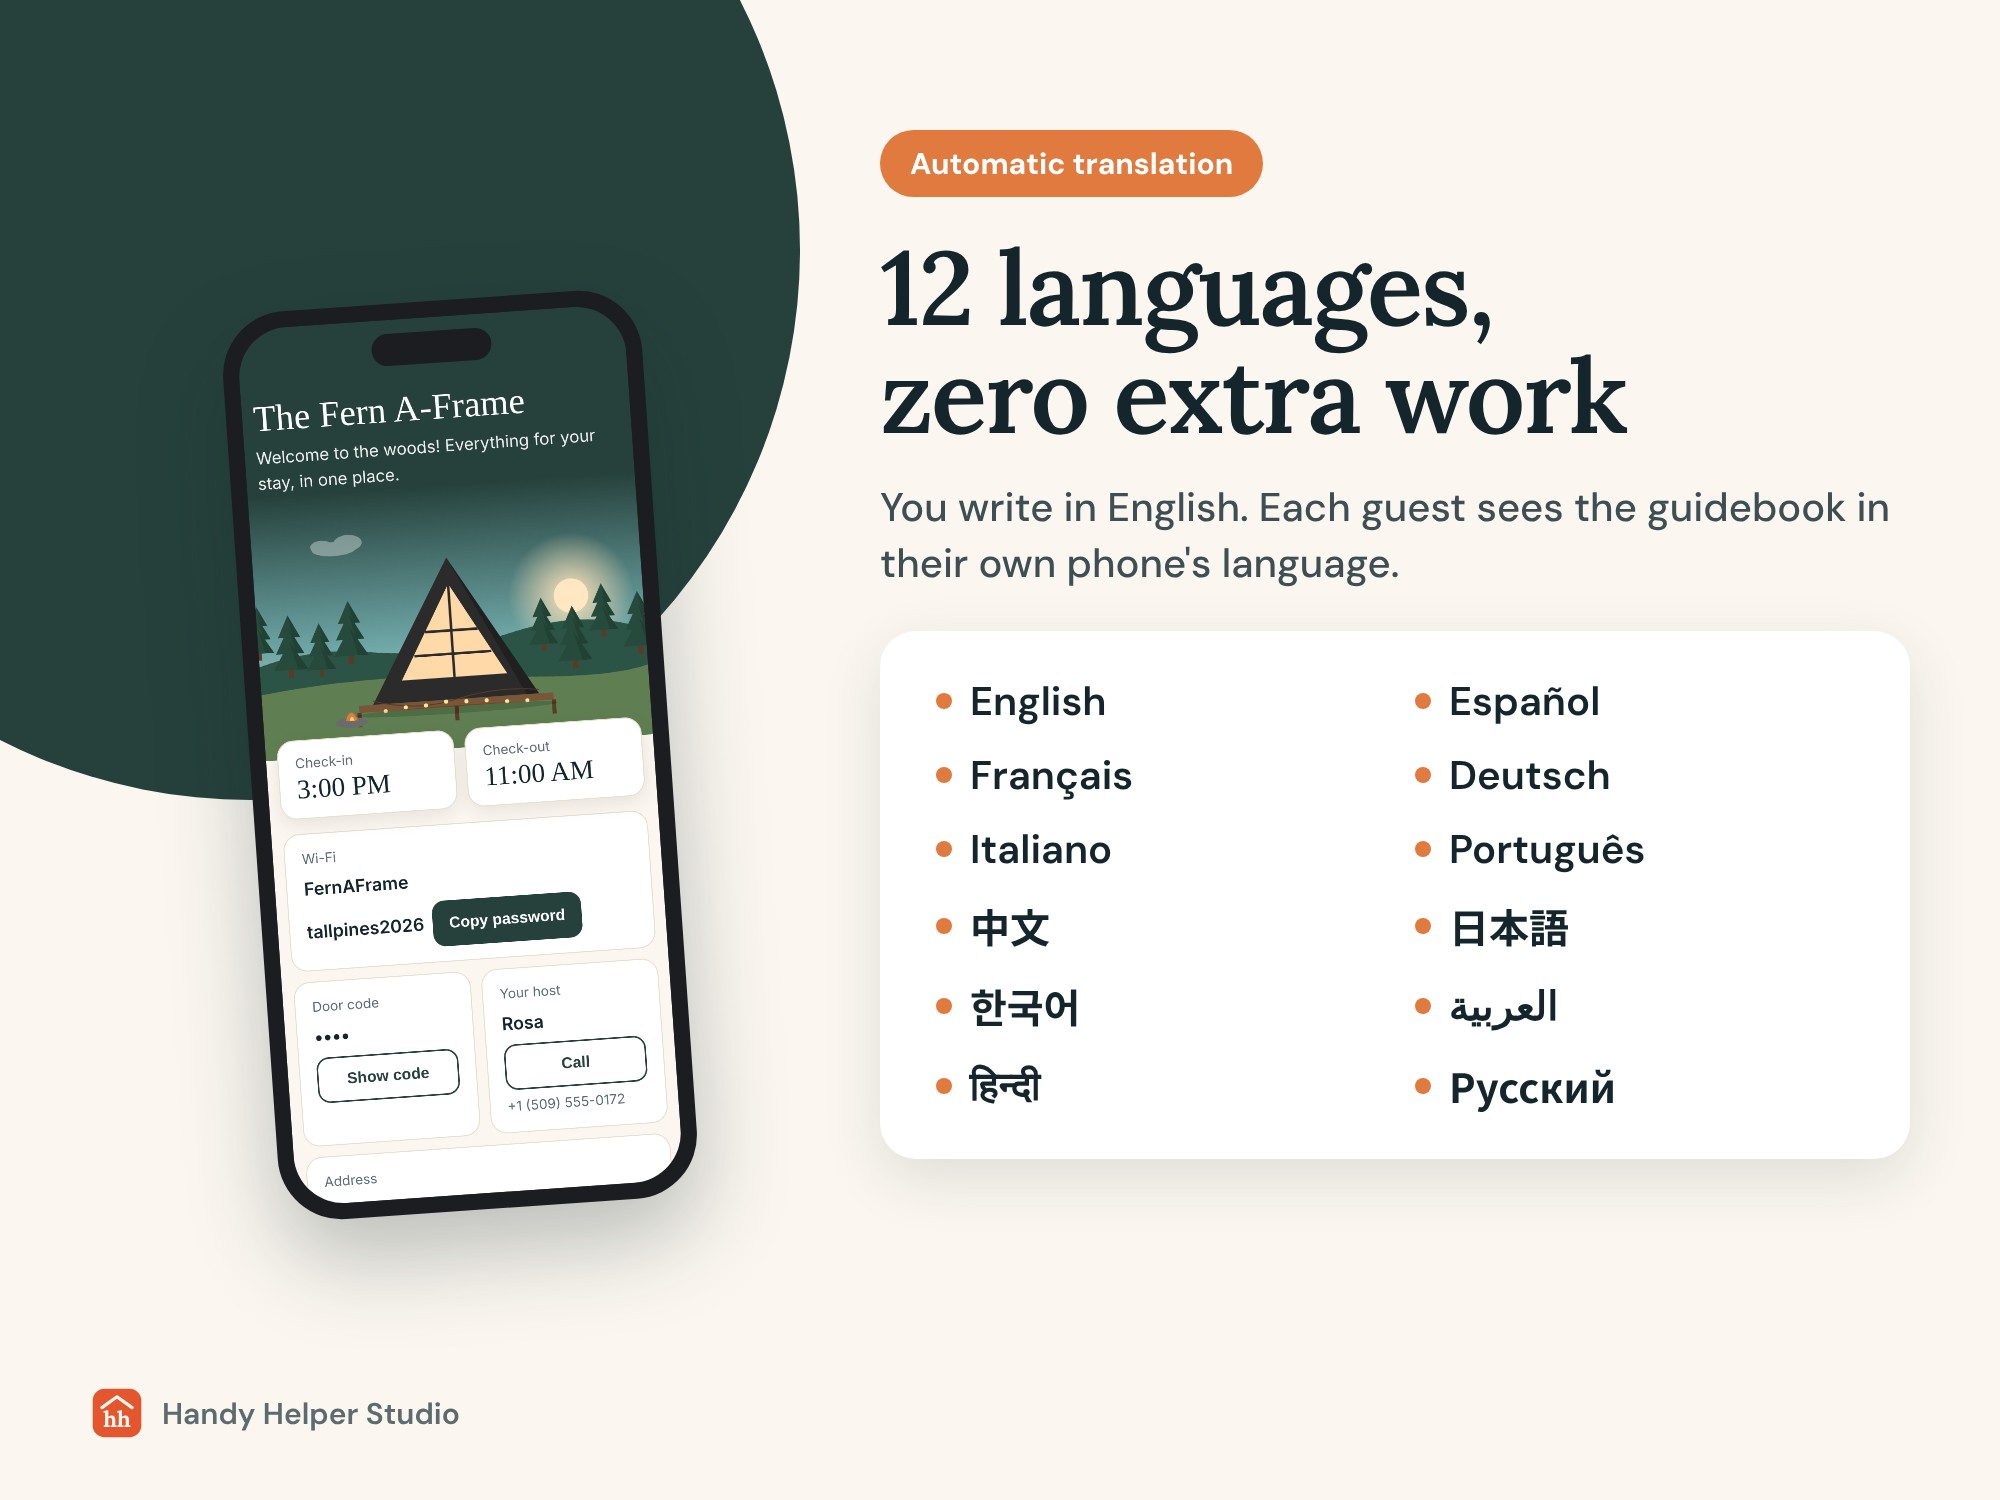 Automatic translation
12 languages,
zero extra work
You write in English. Each guest sees the guidebook in
their own phone's language.
English
Español
Français
Deutsch
Italiano
Português
中文
日本語
한국어
العربية
हिन्दी
Русский
The Fern A-Frame
Welcome to the woods! Everything for your
stay, in one place.
Check-in
3:00 PM
Check-out
11:00 AM
Wi-Fi
FernAFrame
tallpines2026
Copy password
Door code
••••
Show code
Your host
Rosa
Call
+1 (509) 555-0172
Address
hh
Handy Helper Studio